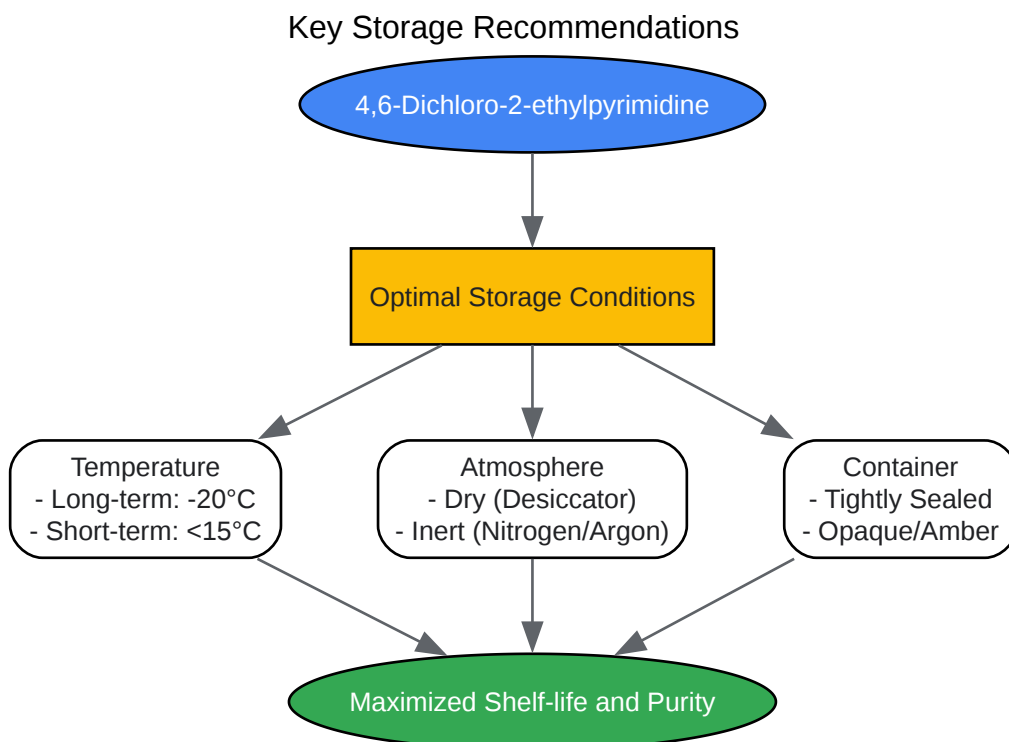 Key Storage Recommendations
4,6-Dichloro-2-ethylpyrimidine
Optimal Storage Conditions
Temperature
- Long-term: -20°C
- Short-term: <15°C
Atmosphere
- Dry (Desiccator)
- Inert (Nitrogen/Argon)
Container
- Tightly Sealed
- Opaque/Amber
Maximized Shelf-life and Purity